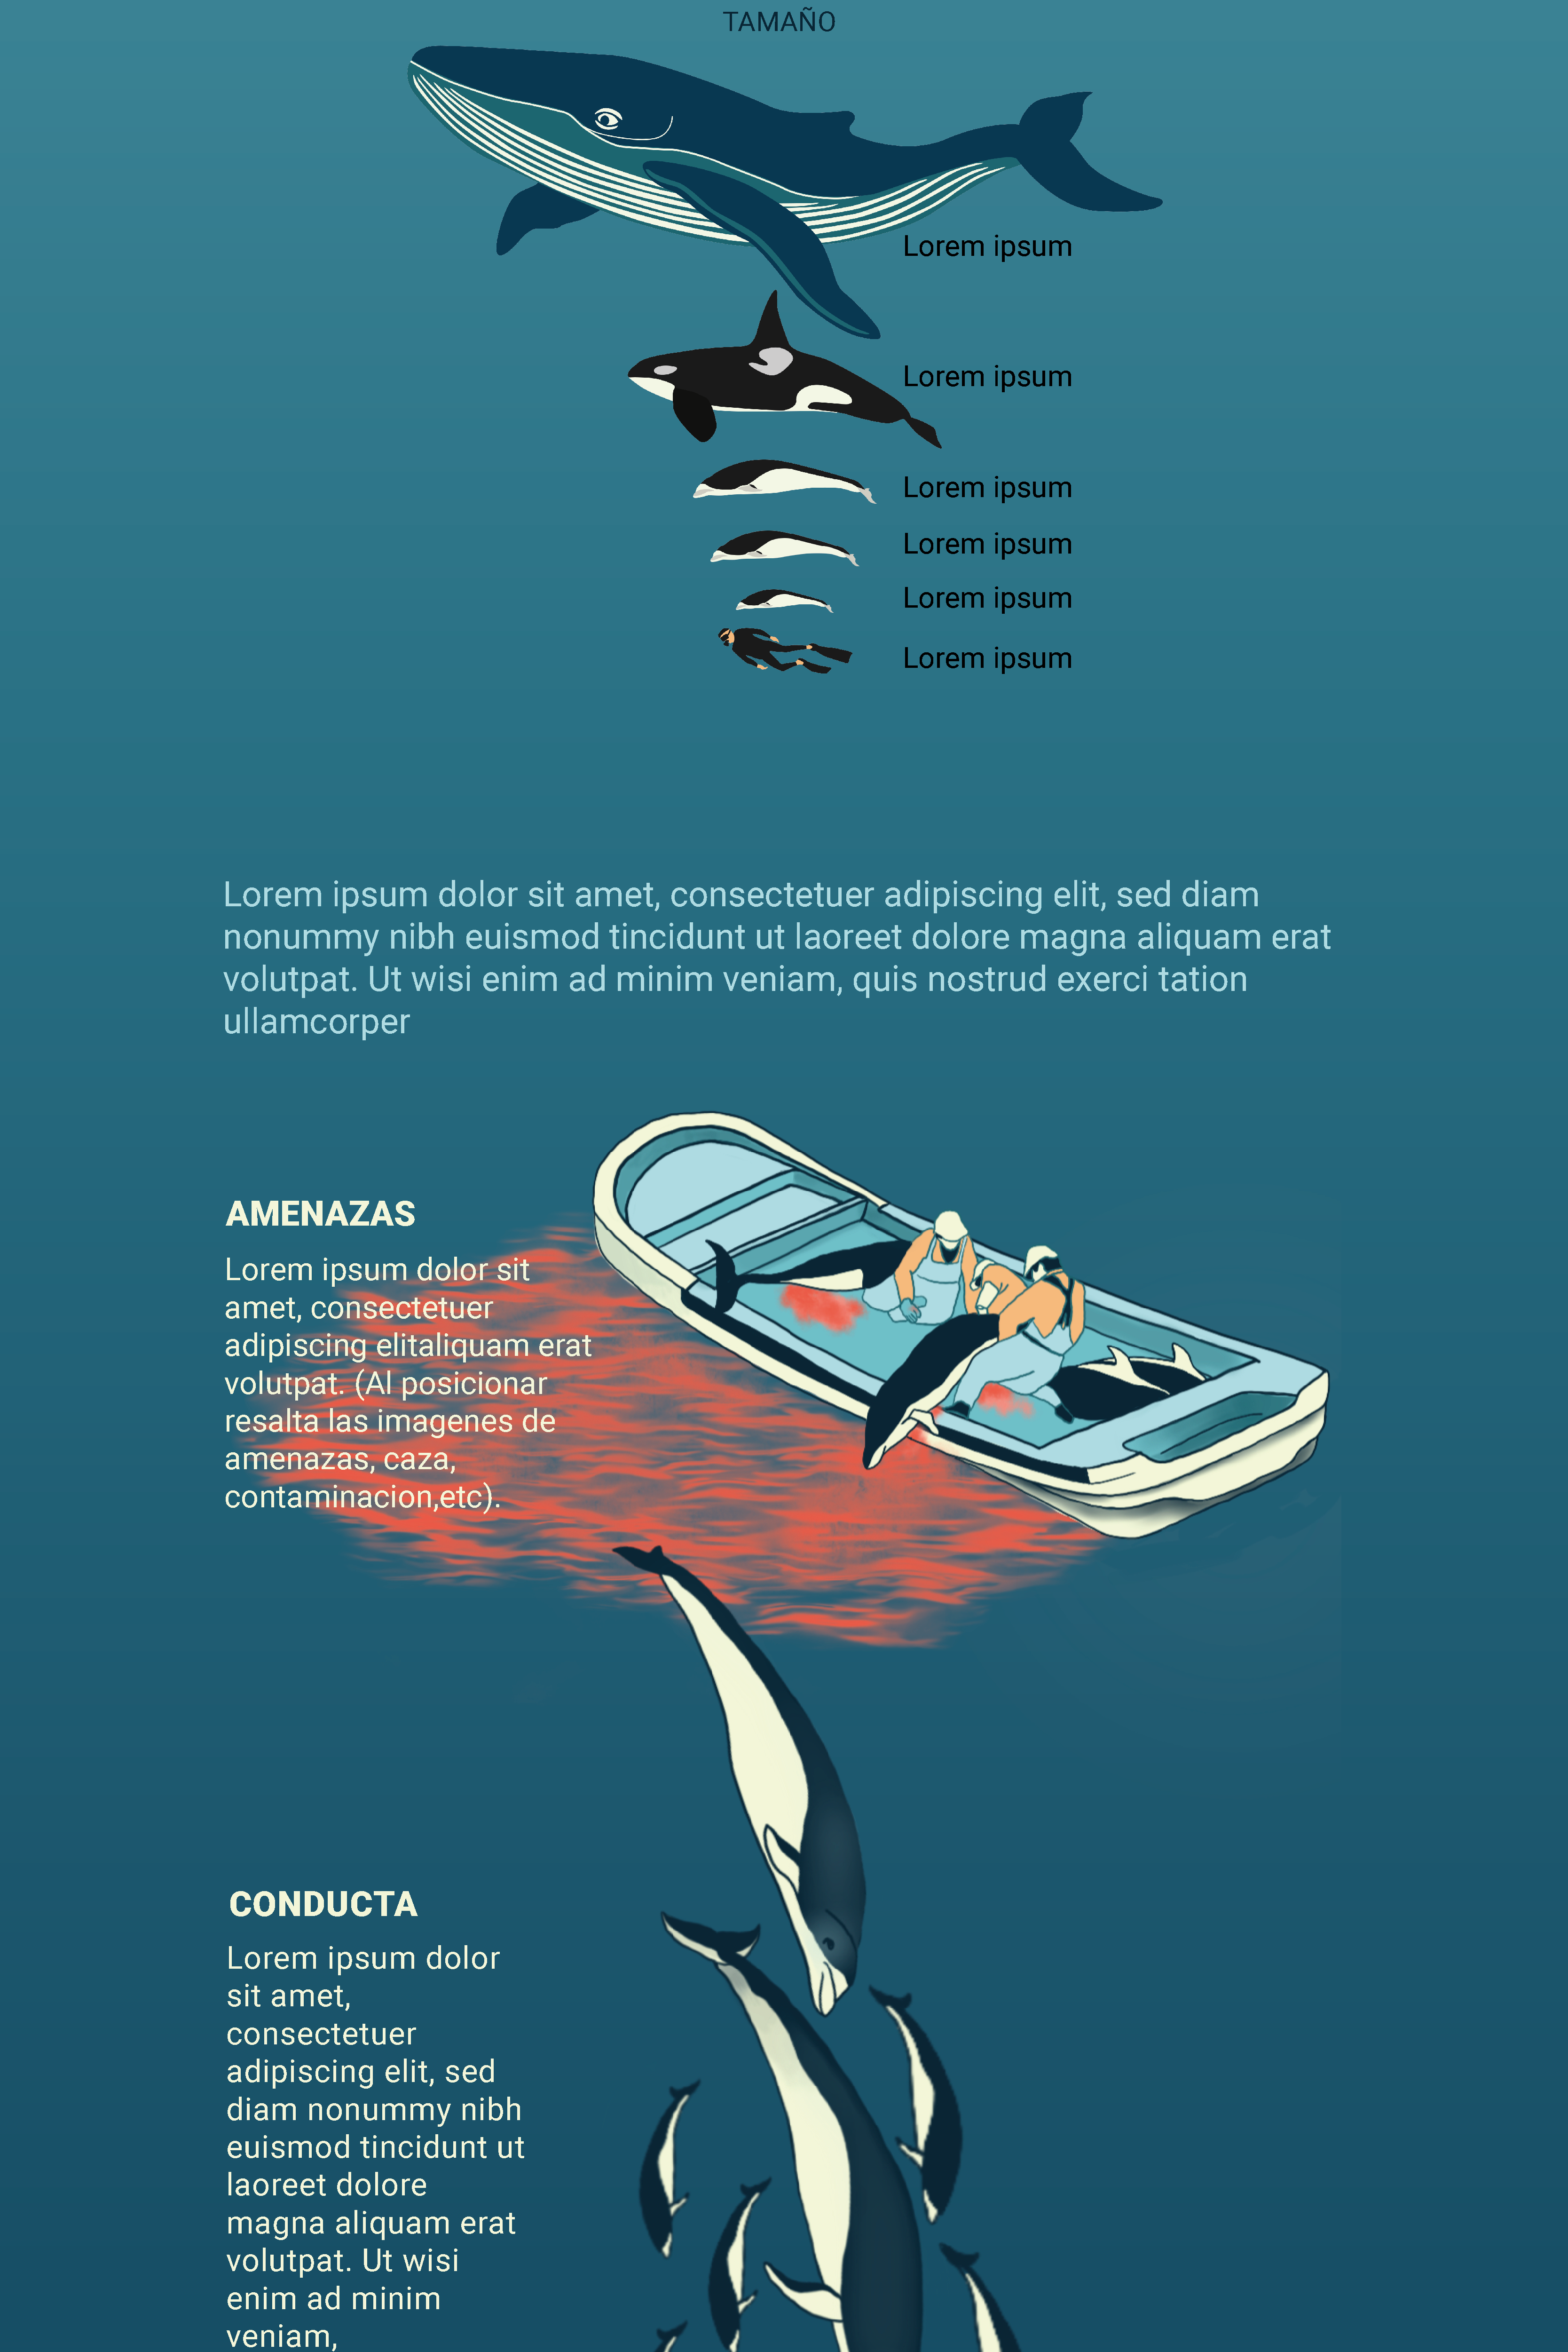 TAMAÑO
Lorem ipsum
Lorem ipsum
Lorem ipsum
Lorem ipsum
Lorem ipsum
Lorem ipsum
Lorem ipsum dolor sit amet, consectetuer adipiscing elit, sed diam
nonummy nibh euismod tincidunt ut laoreet dolore magna aliquam erat
volutpat. Ut wisi enim ad minim veniam, quis nostrud exerci tation
ullamcorper
AMENAZAS
Lorem ipsum dolor sit
amet, consectetuer
adipiscing elitaliquam erat
volutpat. (Al posicionar
resalta las imagenes de
amenazas, caza,
contaminacion,etc).
CONDUCTA
Lorem ipsum dolor
sit amet,
consectetuer
adipiscing elit, sed
diam nonummy nibh
euismod tincidunt ut
laoreet dolore
magna aliquam erat
volutpat. Ut wisi
enim ad minim
veniam,